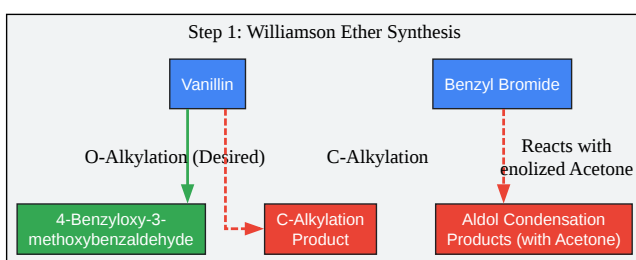 Step 1: Williamson Ether Synthesis
Vanillin
Benzyl Bromide
O-Alkylation (Desired)
C-Alkylation
Reacts with
enolized Acetone
4-Benzyloxy-3-
methoxybenzaldehyde
C-Alkylation
Product
Aldol Condensation
Products (with Acetone)